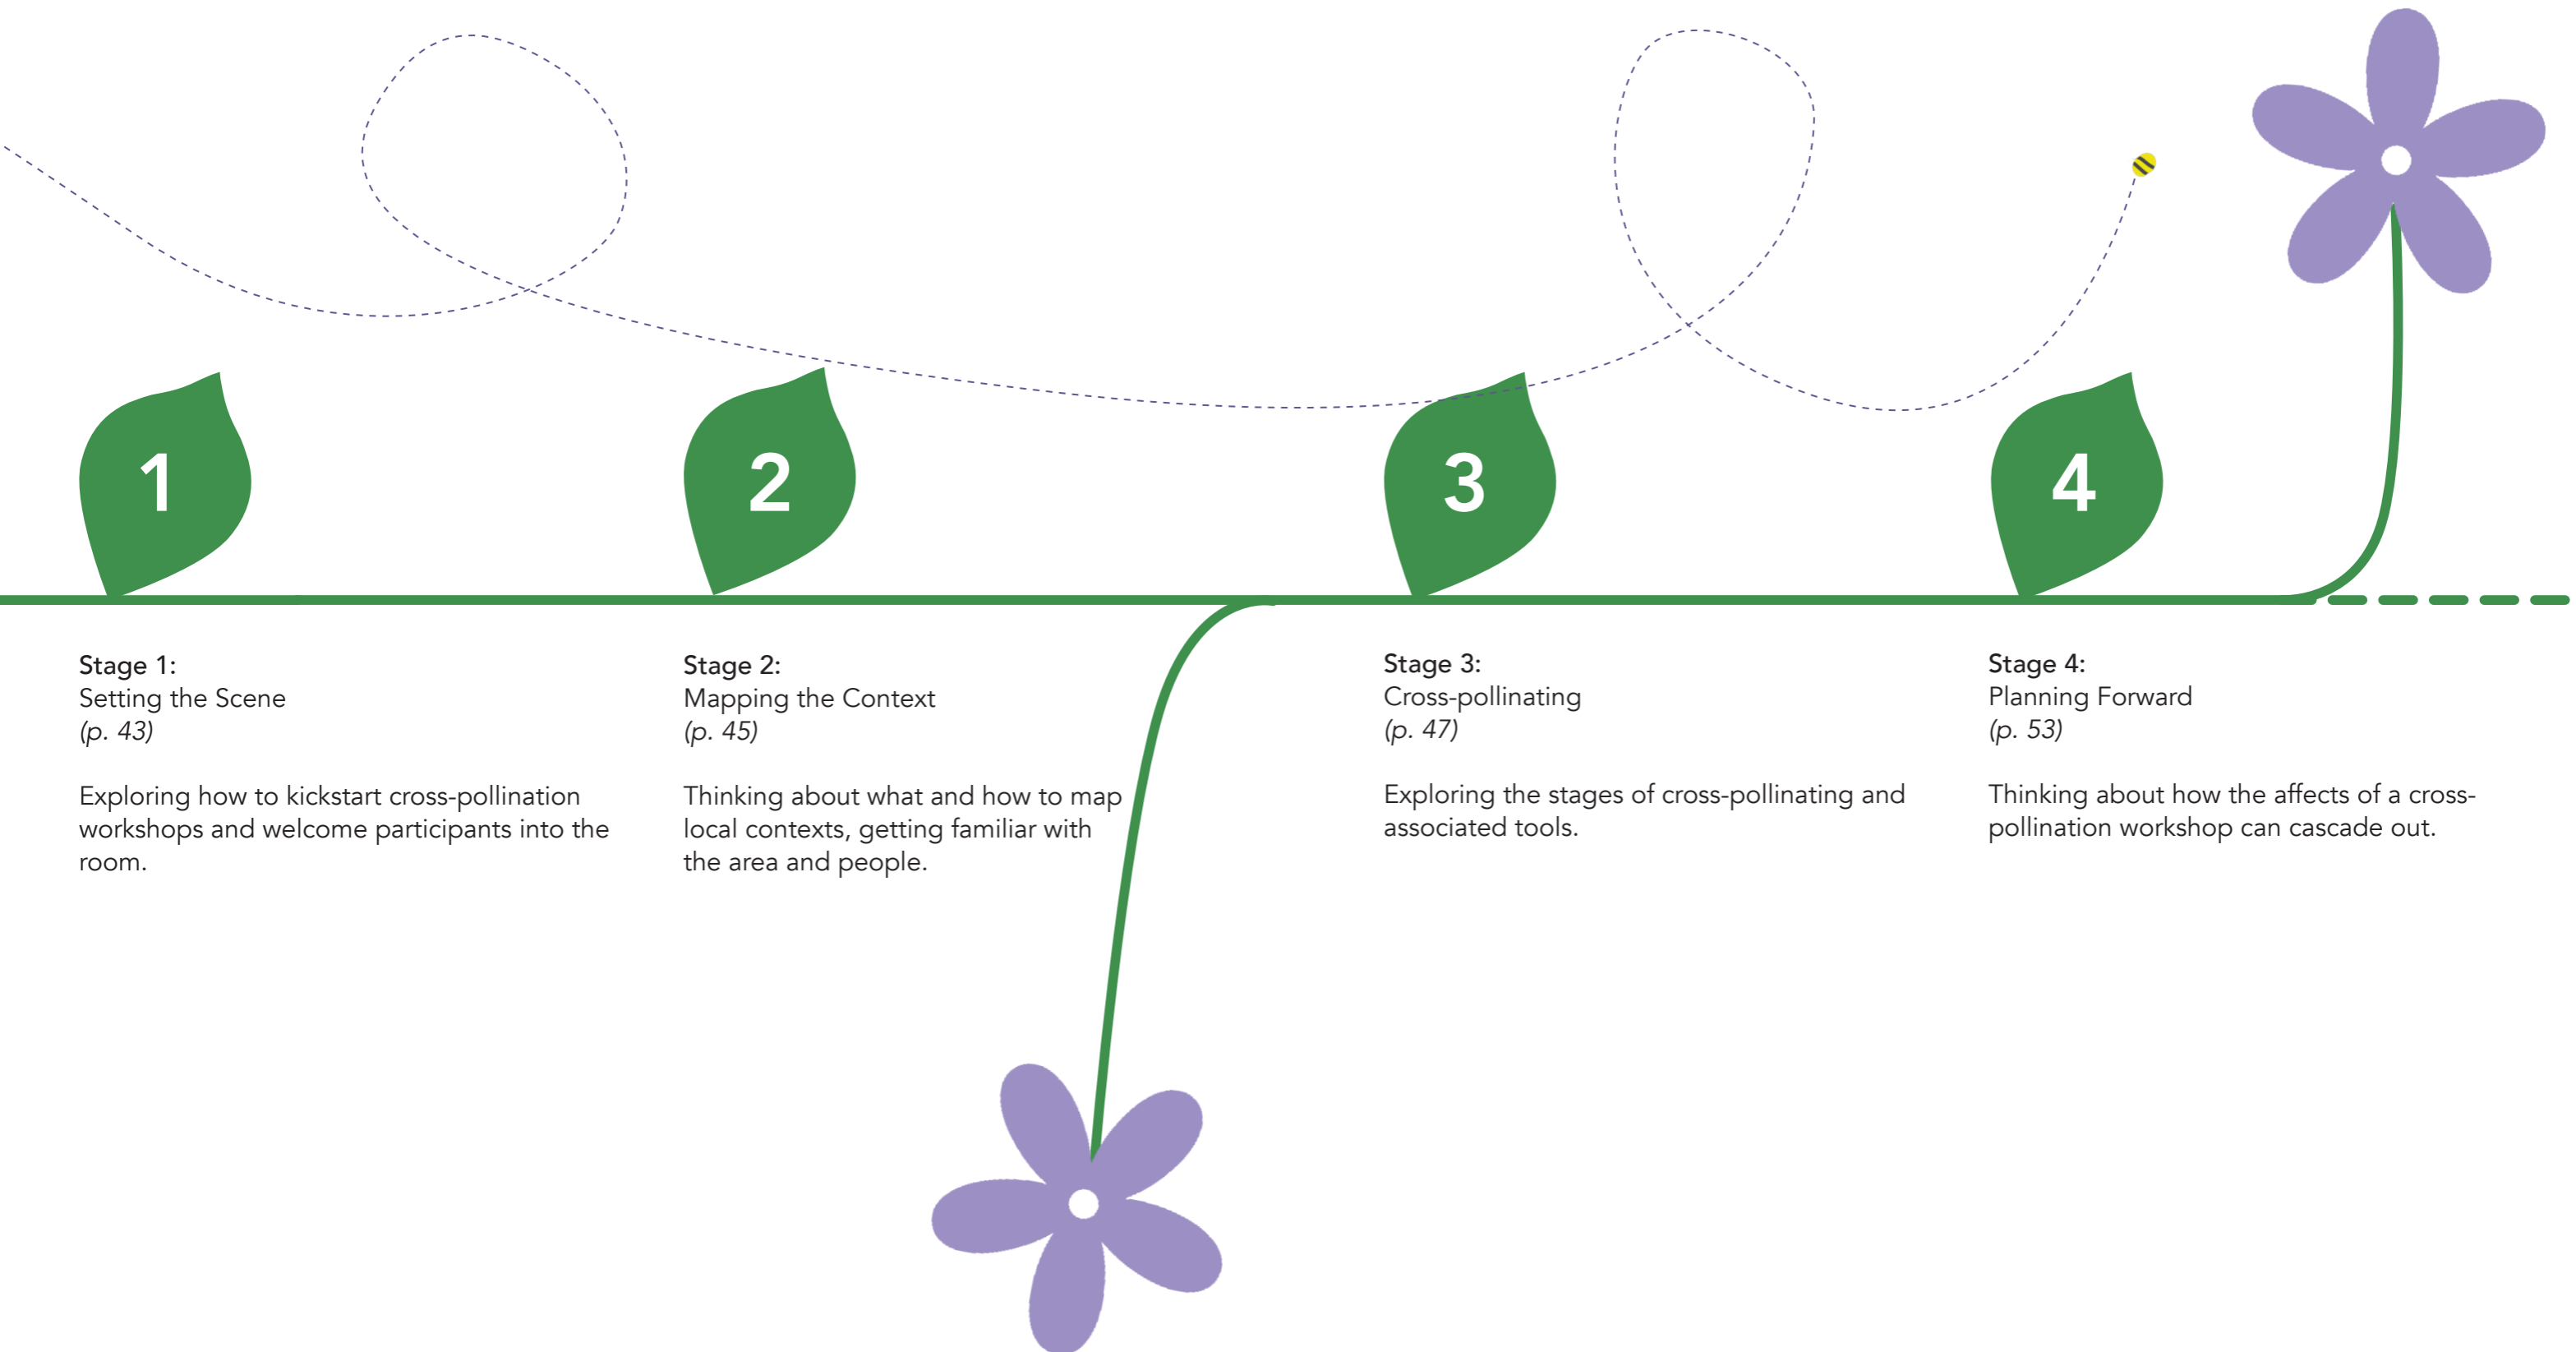 1
2
3
4
Stage 1:
Setting the Scene
(p. 43)
Exploring how to kickstart cross-pollination
workshops and welcome participants into the
room.
Stage 2:
Mapping the Context
(p. 45)
Thinking about what and how to map
local contexts, getting familiar with
the area and people.
Stage 3:
Cross-pollinating
(p. 47)
Exploring the stages of cross-pollinating and
associated tools.
Stage 4:
Planning Forward
(p. 53)
Thinking about how the affects of a cross-
pollination workshop can cascade out.